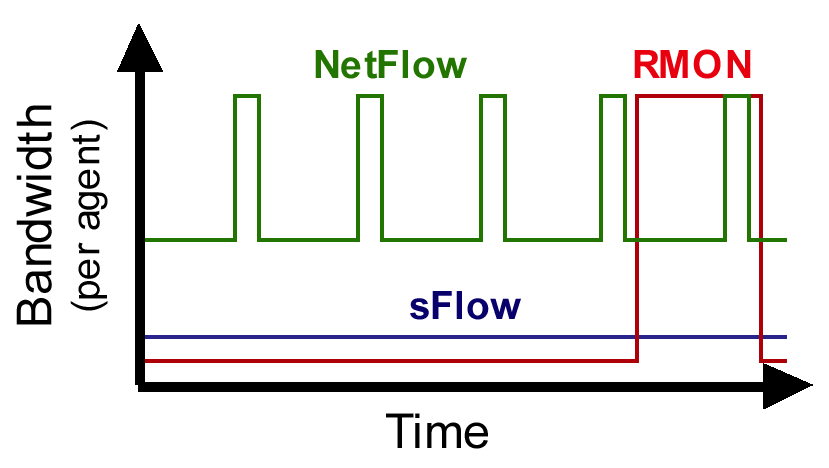 NetFlow
RMON
Bandwidth
(per agent)
sFlow
Time